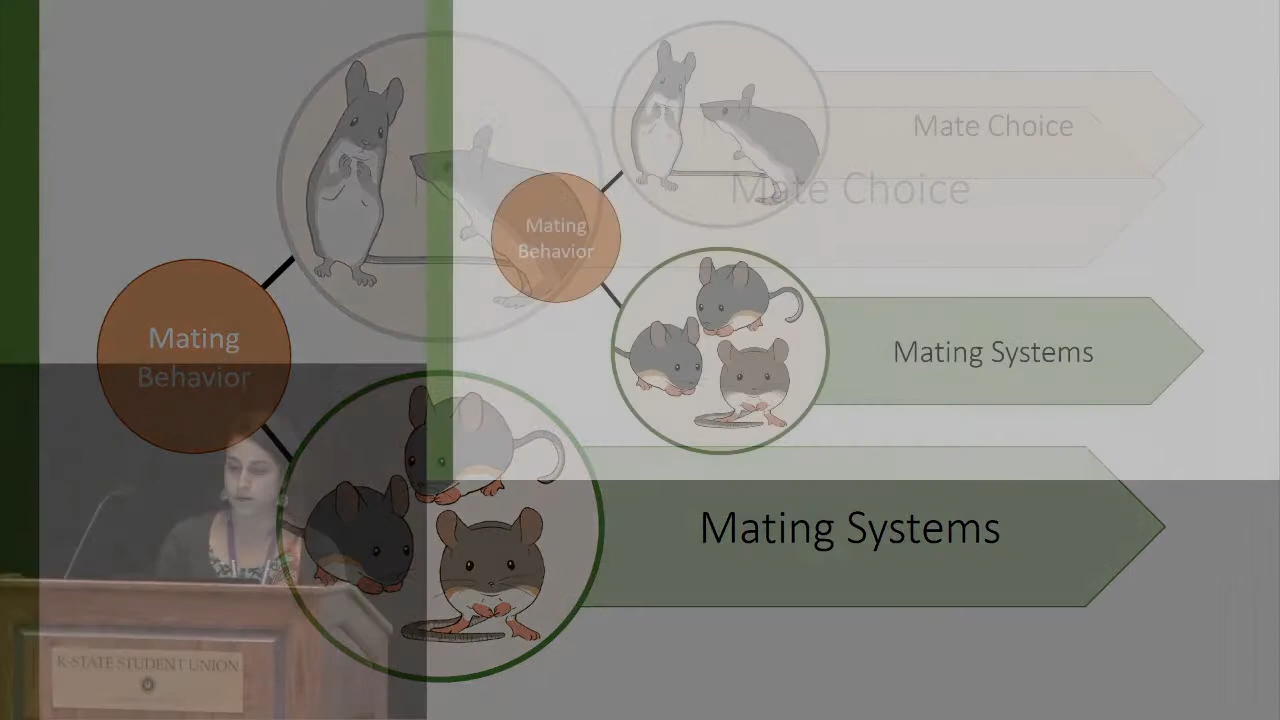 Mate Choice
Mate Choice
Mating
Behavior
Mating Systems
Mating
Behavior
Mating Systems
K-STATE STUDENT UNION